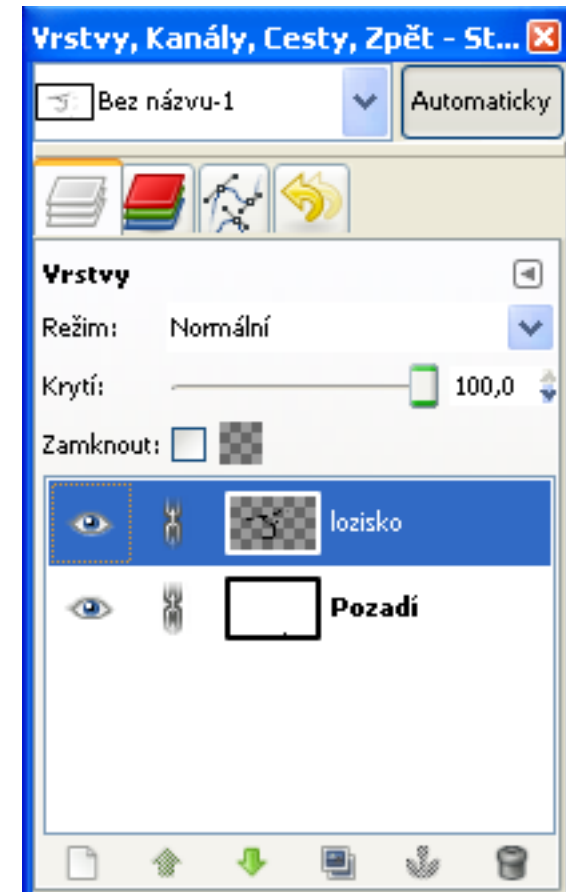 Vrstvy, Kanály, Cesty, Zpět - St...
Bez názvu-1
Automaticky
Vrstvy
Režim: Normální
Krytí: 100,0
Zamknout:
lozisko
Pozadí